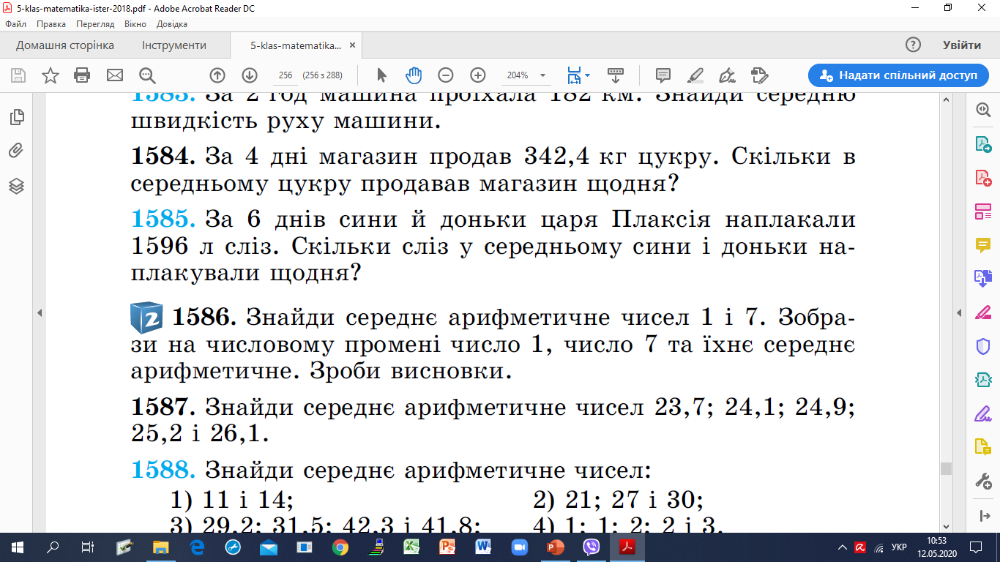 5-klas-matematika-ister-2018.pdf - Adobe Acrobat Reader DC
Файл Правка Перегляд Вікно Довідка
Домашня сторінка Інструменти 5-klas-matematika... × Увійти
256 (256 з 288) 204% Надати спільний доступ
1583. За 2 год машина проїхала 182 км. Знайди середню
швидкість руху машини.
1584. За 4 дні магазин продав 342,4 кг цукру. Скільки в
середньому цукру продавав магазин щодня?
1585. За 6 днів сини й доньки царя Плаксія наплакали
1596 л сліз. Скільки сліз у середньому сини і доньки на-
плакували щодня?
2 1586. Знайди середнє арифметичне чисел 1 і 7. Зобра-
зи на числовому промені число 1, число 7 та їхнє середнє
арифметичне. Зроби висновки.
1587. Знайди середнє арифметичне чисел 23,7; 24,1; 24,9;
25,2 і 26,1.
1588. Знайди середнє арифметичне чисел:
1) 11 і 14; 2) 21; 27 і 30;
3) 29,2; 31,5; 42,3 і 41,8; 4) 1; 1; 2; 2 і 3.
УКР 10:53
12.05.2020